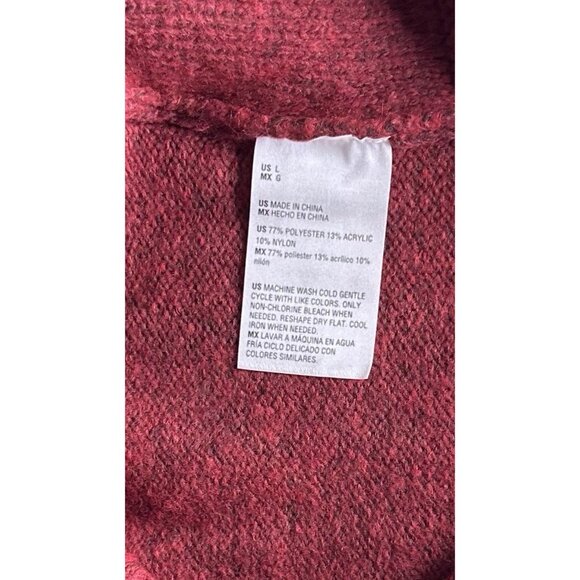 US L
MX G
US MADE IN CHINA
MX HECHO EN CHINA
US 77% POLYESTER 13% ACRYLIC
10% NYLON
MX 77% poliester 13% acrílico 10%
nilón
US MACHINE WASH COLD GENTLE
CYCLE WITH LIKE COLORS. ONLY
NON-CHLORINE BLEACH WHEN
NEEDED. RESHAPE DRY FLAT. COOL
IRON WHEN NEEDED.
MX LAVAR A MÁQUINA EN AGUA
FRÍA CICLO DELICADO CON
COLORES SIMILARES.